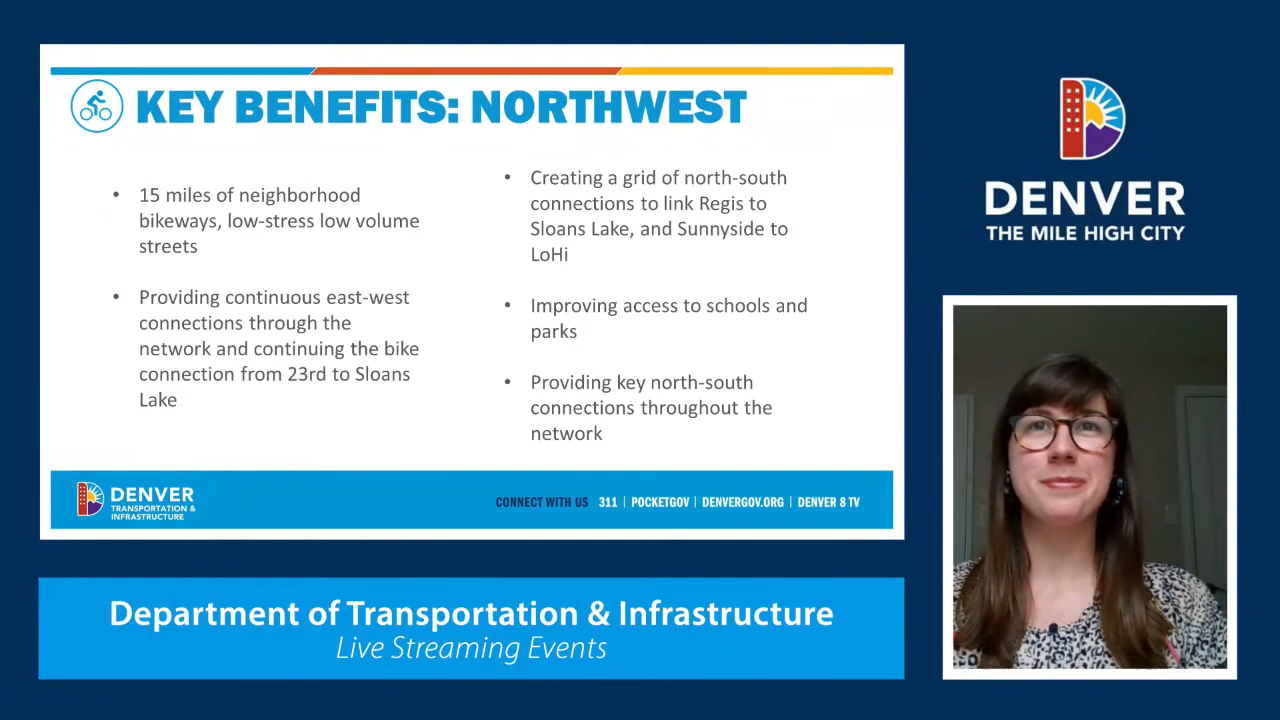 KEY BENEFITS: NORTHWEST
• 15 miles of neighborhood
bikeways, low-stress low volume
streets
• Providing continuous east-west
connections through the
network and continuing the bike
connection from 23rd to Sloans
Lake
• Creating a grid of north-south
connections to link Regis to
Sloans Lake, and Sunnyside to
LoHi
• Improving access to schools and
parks
• Providing key north-south
connections throughout the
network
DENVER
TRANSPORTATION &
INFRASTRUCTURE
CONNECT WITH US 311 | POCKETGOV | DENVERGOV.ORG | DENVER 8 TV
DENVER
THE MILE HIGH CITY
Department of Transportation & Infrastructure
Live Streaming Events